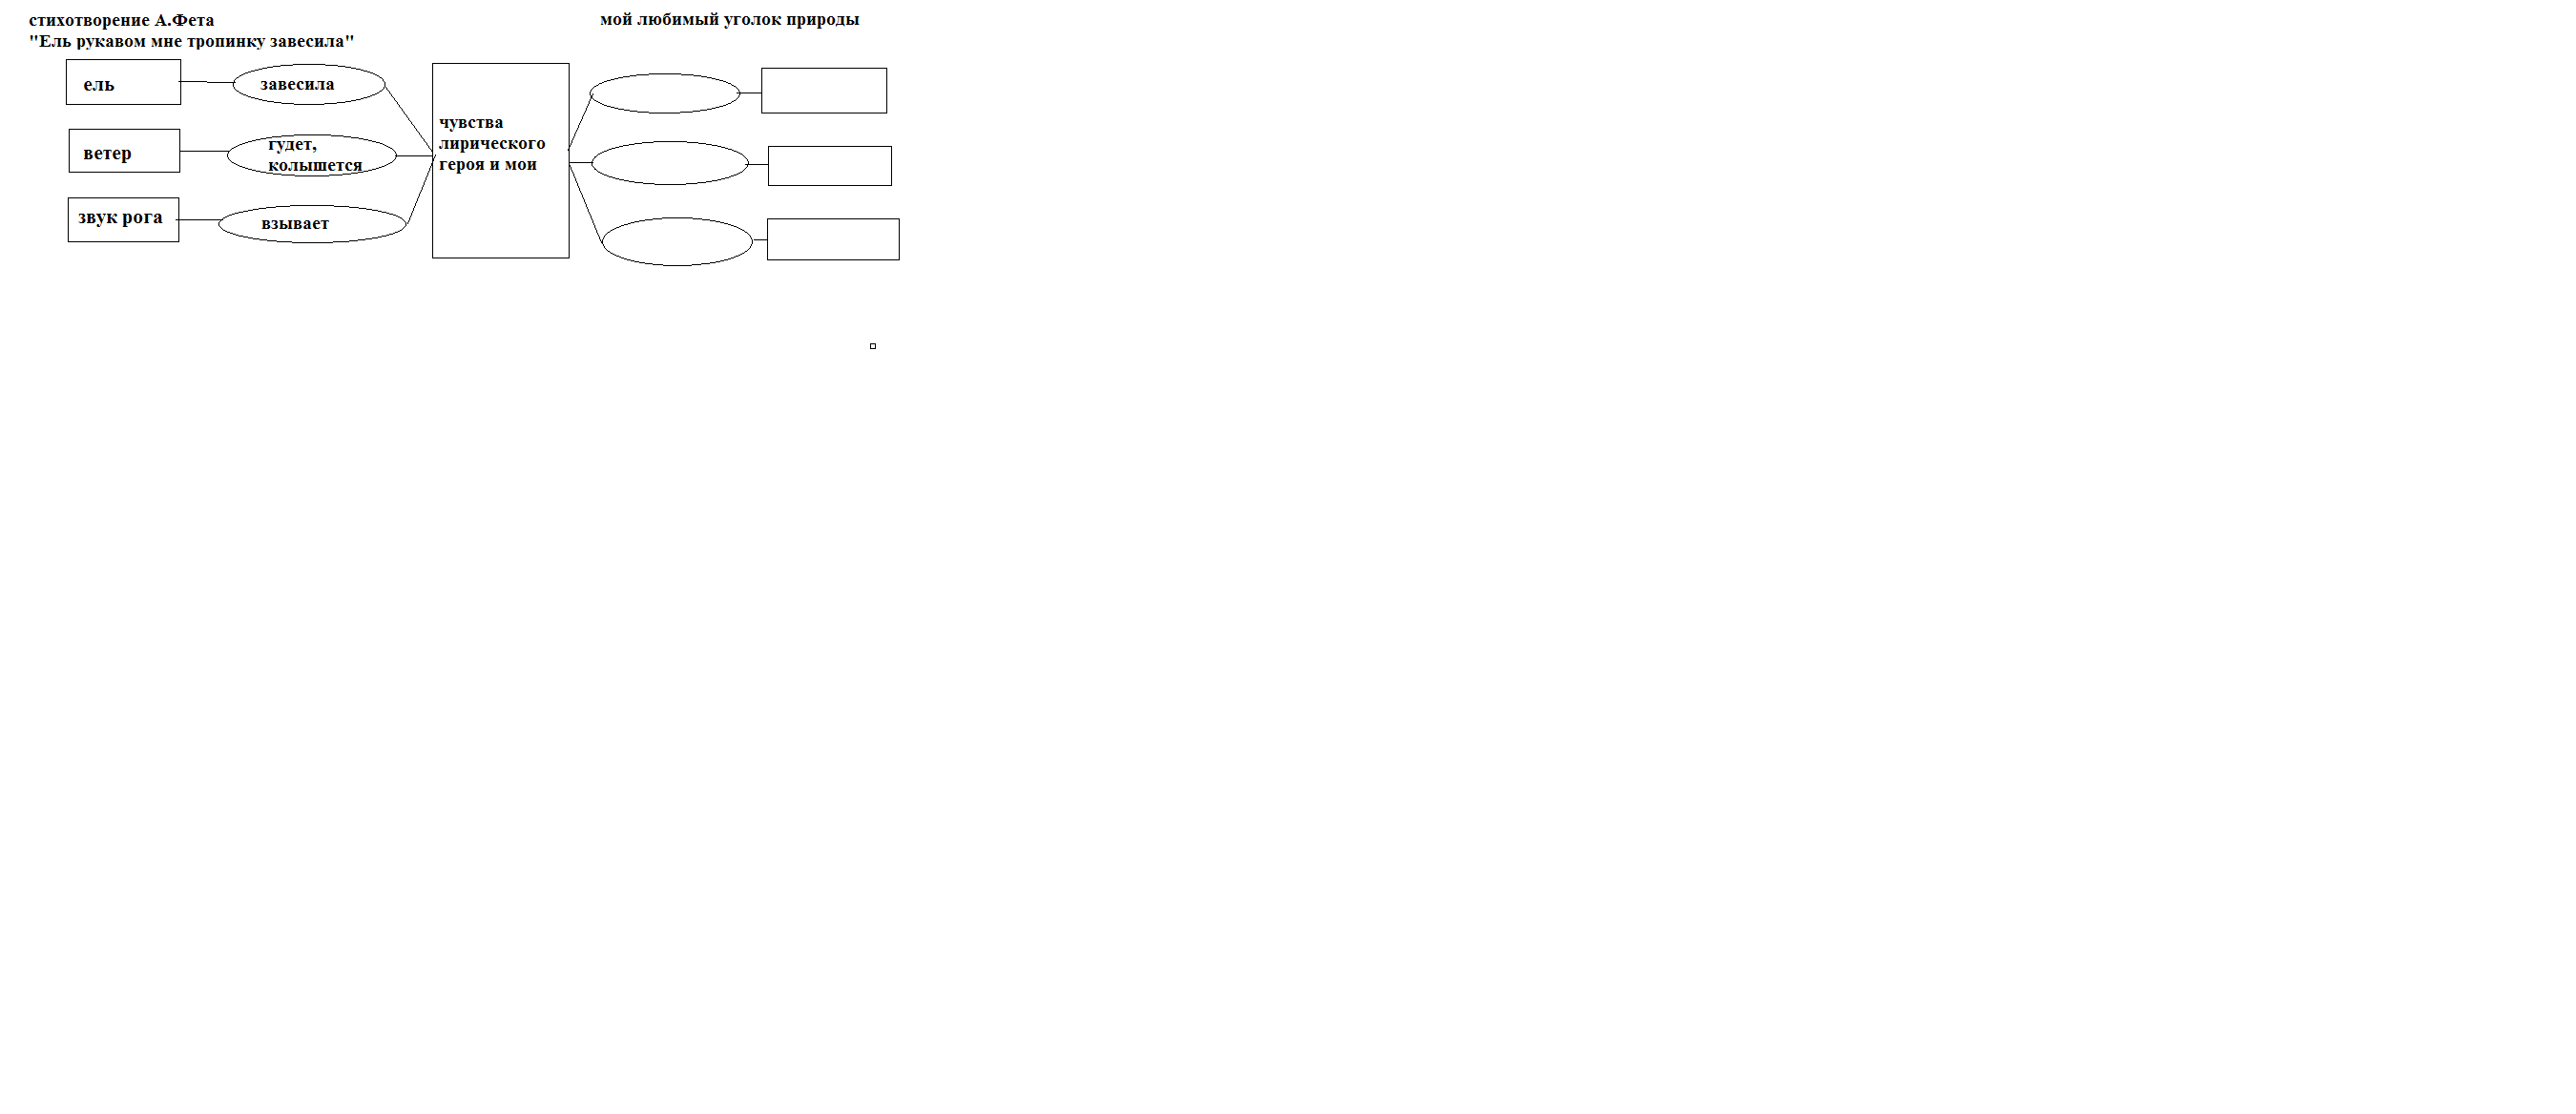 стихотворение А.Фета
"Ель рукавом мне тропинку завесила"
мой любимый уголок природы
ель
завесила
ветер
гудет,
колышется
звук рога
взывает
чувства
лирического
героя и мои